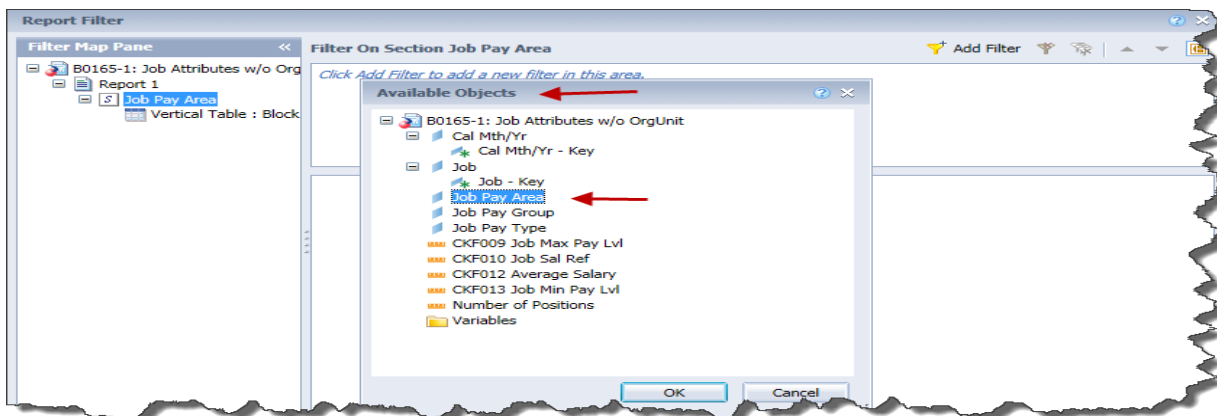 Report Filter
Filter Map Pane «
Filter On Section Job Pay Area
Add Filter
B0165-1: Job Attributes w/o Org
Report 1
S Job Pay Area
Vertical Table : Block
Click Add Filter to add a new filter in this area.
Available Objects
B0165-1: Job Attributes w/o OrgUnit
Cal Mth/Yr
Cal Mth/Yr - Key
Job
Job - Key
Job Pay Area
Job Pay Group
Job Pay Type
CKF009 Job Max Pay Lvl
CKF010 Job Sal Ref
CKF012 Average Salary
CKF013 Job Min Pay Lvl
Number of Positions
Variables
OK
Cancel